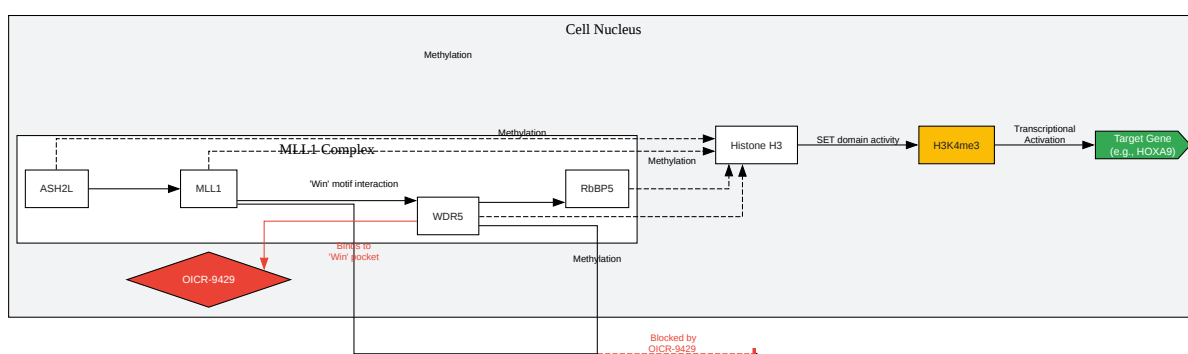 Cell Nucleus
Methylation
Methylation
MLL1 Complex
Methylation
Histone H3
SET domain activity
H3K4me3
Transcriptional
Activation
Target Gene
(e.g., HOXA9)
ASH2L
MLL1
'Win' motif interaction
WDR5
RbBP5
Binds to
'Win' pocket
Methylation
OICR-9429
Blocked by
OICR-9429